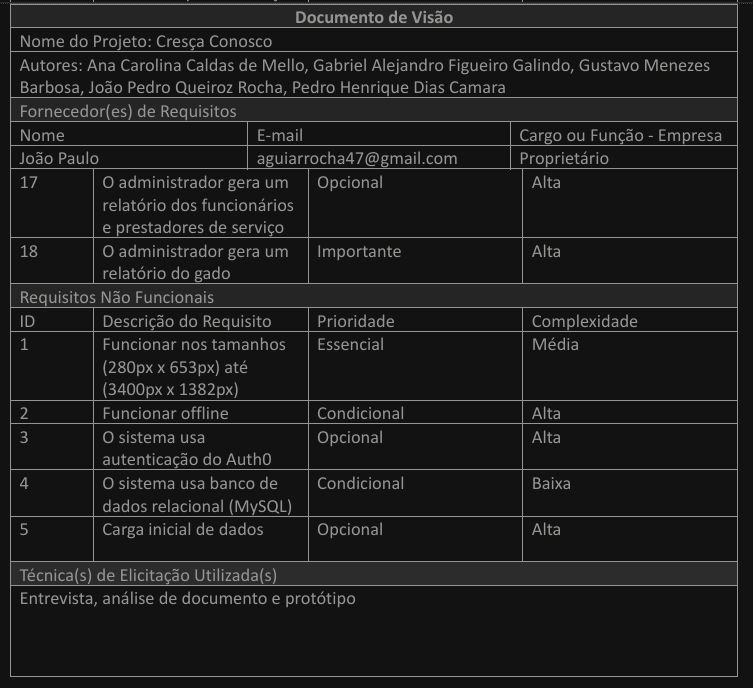 Documento de Visão
Nome do Projeto: Cresça Conosco
Autores: Ana Carolina Caldas de Mello, Gabriel Alejandro Figueiro Galindo, Gustavo Menezes
Barbosa, João Pedro Queiroz Rocha, Pedro Henrique Dias Camara
Fornecedor(es) de Requisitos
Nome E-mail Cargo ou Função - Empresa
João Paulo aguiarrocha47@gmail.com Proprietário
17 O administrador gera um Opcional Alta
relatório dos funcionários
e prestadores de serviço
18 O administrador gera um Importante Alta
relatório do gado
Requisitos Não Funcionais
ID Descrição do Requisito Prioridade Complexidade
1 Funcionar nos tamanhos Essencial Média
(280px x 653px) até
(3400px x 1382px)
2 Funcionar offline Condicional Alta
3 O sistema usa Opcional Alta
autenticação do Auth0
4 O sistema usa banco de Condicional Baixa
dados relacional (MySQL)
5 Carga inicial de dados Opcional Alta
Técnica(s) de Elicitação Utilizada(s)
Entrevista, análise de documento e protótipo